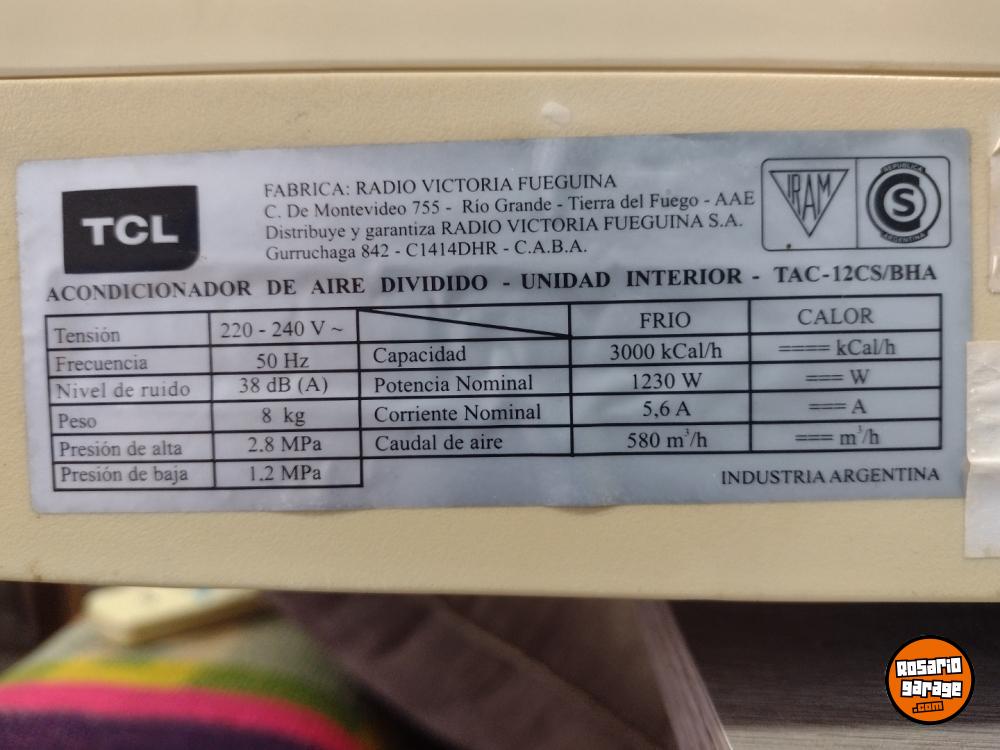 TCL
FABRICA: RADIO VICTORIA FUEGUINA
C. De Montevideo 755 - Río Grande - Tierra del Fuego - AAE
Distribuye y garantiza RADIO VICTORIA FUEGUINA S.A.
Gurruchaga 842 - C1414DHR - C.A.B.A.
IRAM
REPUBLICA
S
ARGENTINA
ACONDICIONADOR DE AIRE DIVIDIDO - UNIDAD INTERIOR - TAC-12CS/BHA
Tensión 220 - 240 V ~
Frecuencia 50 Hz
Nivel de ruido 38 dB (A)
Peso 8 kg
Presión de alta 2.8 MPa
Presión de baja 1.2 MPa
FRIO CALOR
Capacidad 3000 kCal/h ==== kCal/h
Potencia Nominal 1230 W === W
Corriente Nominal 5,6 A === A
Caudal de aire 580 m³/h === m³/h
INDUSTRIA ARGENTINA
Rosario
garage
.com